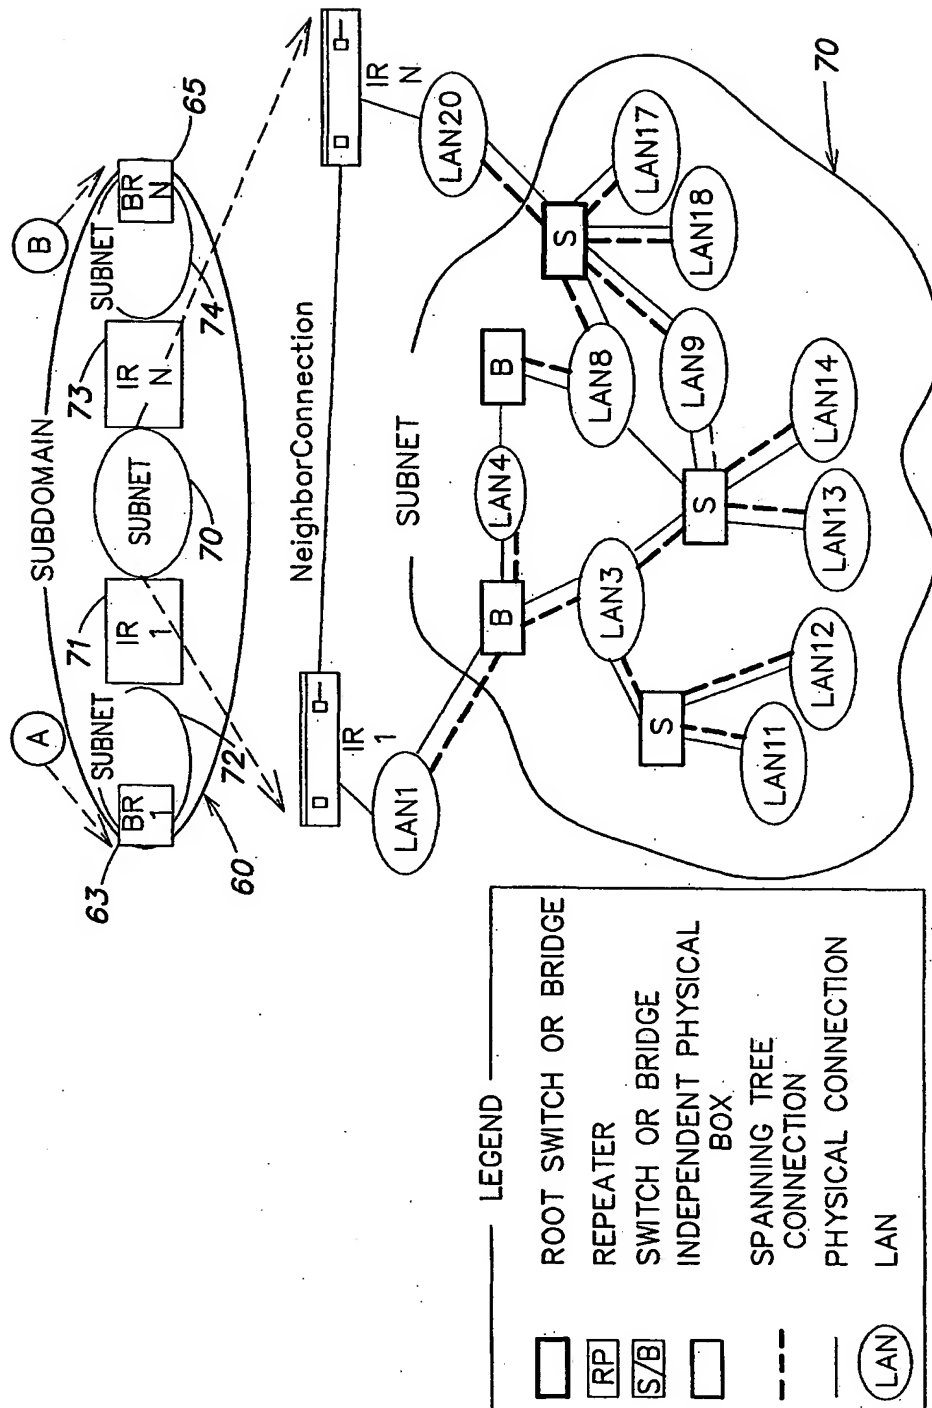 SUBDOMAIN
A
B
63
BR
1
SUBNET
71
IR
1
SUBNET
73
IR
N
SUBNET
BR
N
65
60
72
70
74
NeighborConnection
IR
1
IR
N
LAN1
LAN20
SUBNET
70
B
LAN4
B
S
LAN3
LAN8
LAN17
S
S
LAN9
LAN18
LAN11
LAN12
LAN13
LAN14
LEGEND
ROOT SWITCH OR BRIDGE
RP REPEATER
S/B SWITCH OR BRIDGE
INDEPENDENT PHYSICAL
BOX
SPANNING TREE
CONNECTION
PHYSICAL CONNECTION
LAN LAN